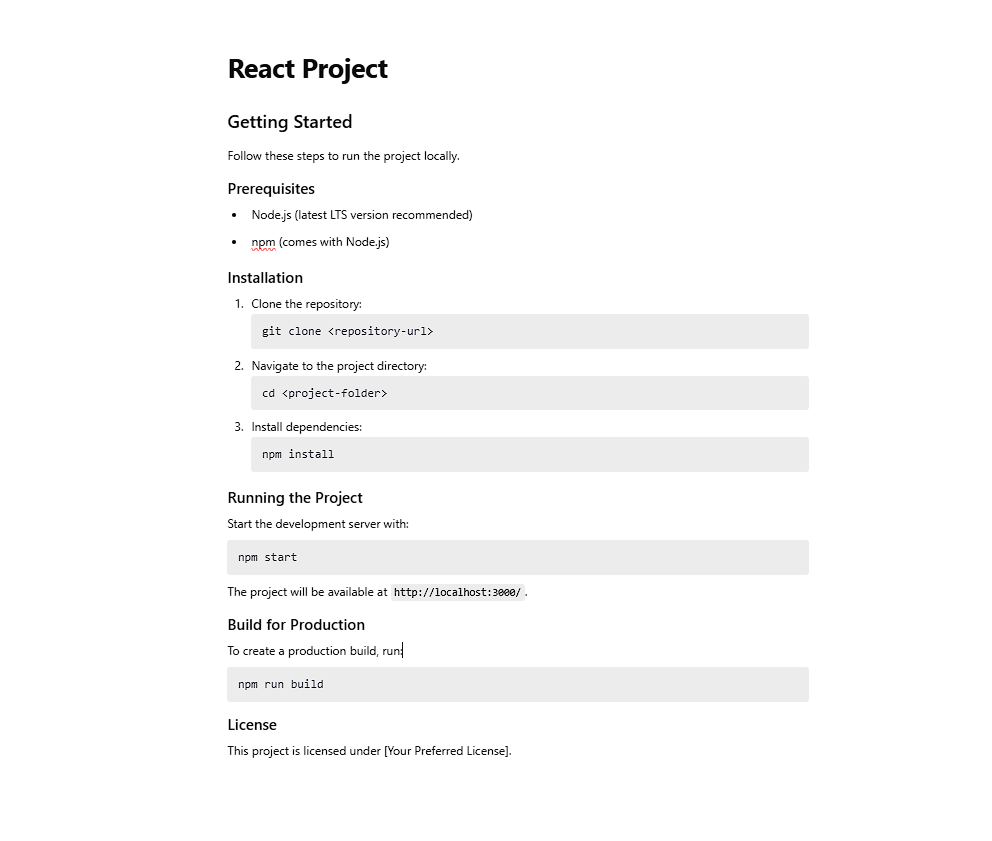 React Project
Getting Started
Follow these steps to run the project locally.
Prerequisites
• Node.js (latest LTS version recommended)
• npm (comes with Node.js)
Installation
1. Clone the repository:
git clone <repository-url>
2. Navigate to the project directory:
cd <project-folder>
3. Install dependencies:
npm install
Running the Project
Start the development server with:
npm start
The project will be available at http://localhost:3000/.
Build for Production
To create a production build, run:
npm run build
License
This project is licensed under [Your Preferred License].